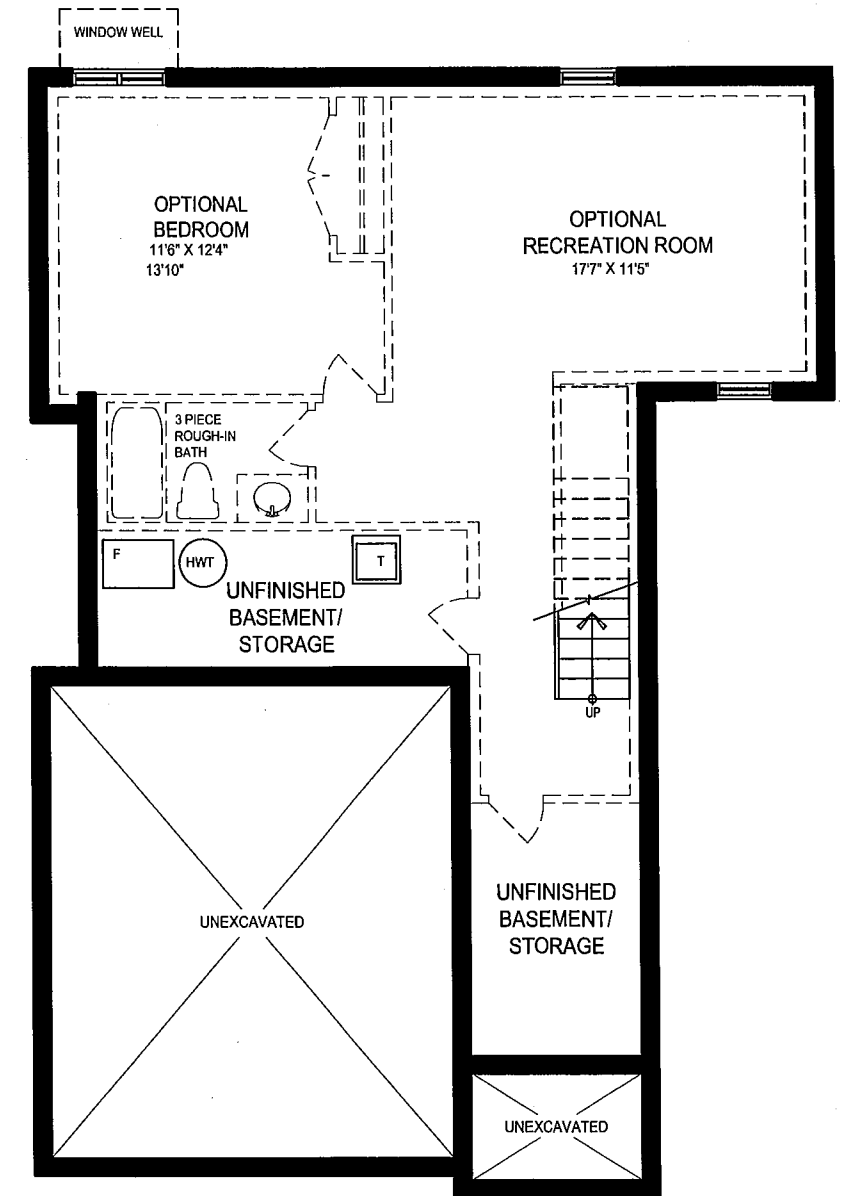 WINDOW WELL
OPTIONAL
BEDROOM
11'6" X 12'4"
13'10"
OPTIONAL
RECREATION ROOM
17'7" X 11'5"
3 PIECE
ROUGH-IN
BATH
F
HWT
T
UNFINISHED
BASEMENT/
STORAGE
UP
UNEXCAVATED
UNFINISHED
BASEMENT/
STORAGE
UNEXCAVATED